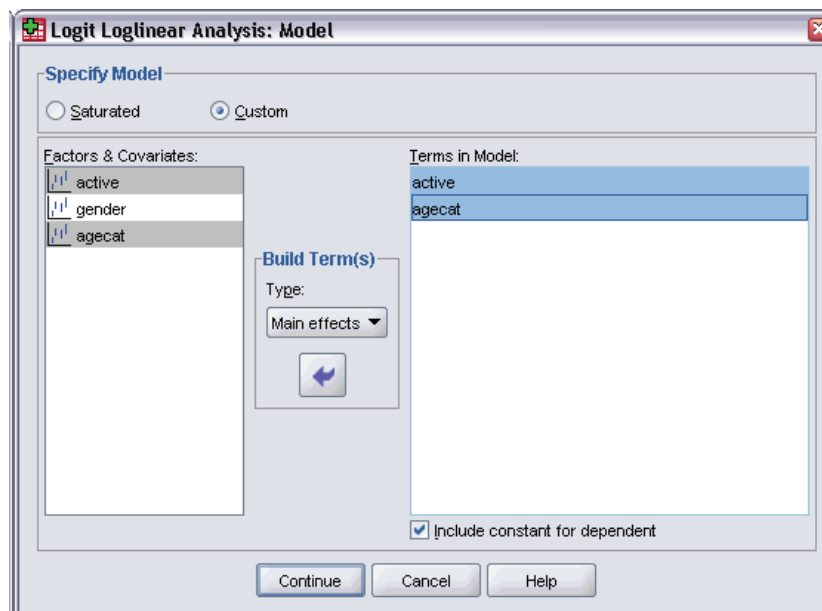 Logit Loglinear Analysis: Model
Specify Model
Saturated
Custom
Factors & Covariates:
active
gender
agecat
Build Term(s)
Type:
Main effects
Terms in Model:
active
agecat
Include constant for dependent
Continue
Cancel
Help